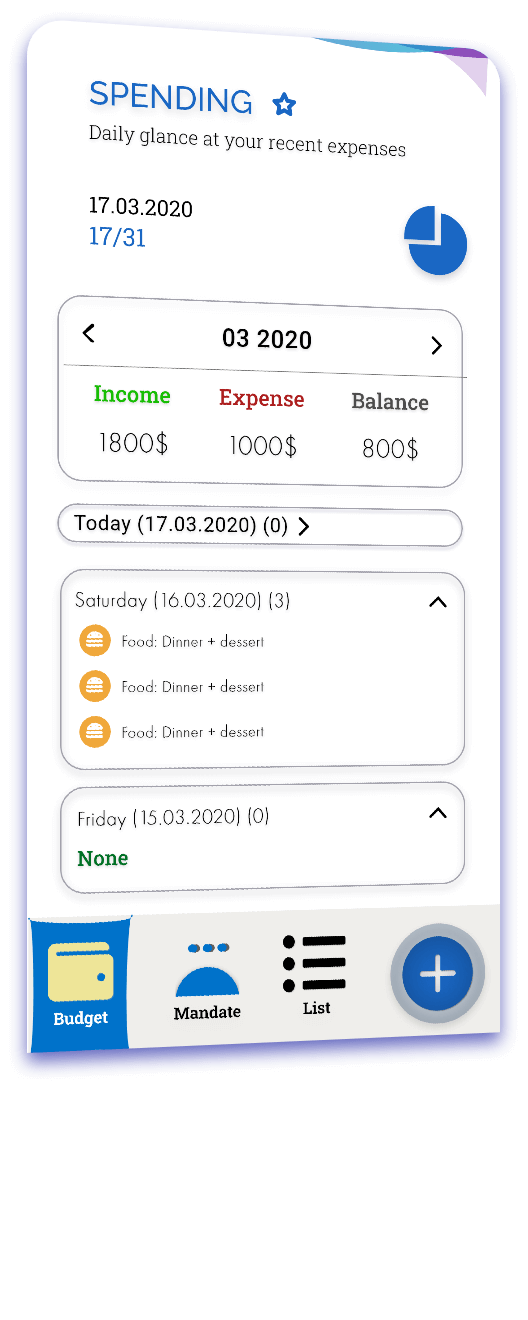 SPENDING
Daily glance at your recent expenses
17.03.2020
17/31
03 2020
Income Expense Balance
1800$ 1000$ 800$
Today (17.03.2020) (0)
Saturday (16.03.2020) (3)
Food: Dinner + dessert
Food: Dinner + dessert
Food: Dinner + dessert
Friday (15.03.2020) (0)
None
Budget Mandate List